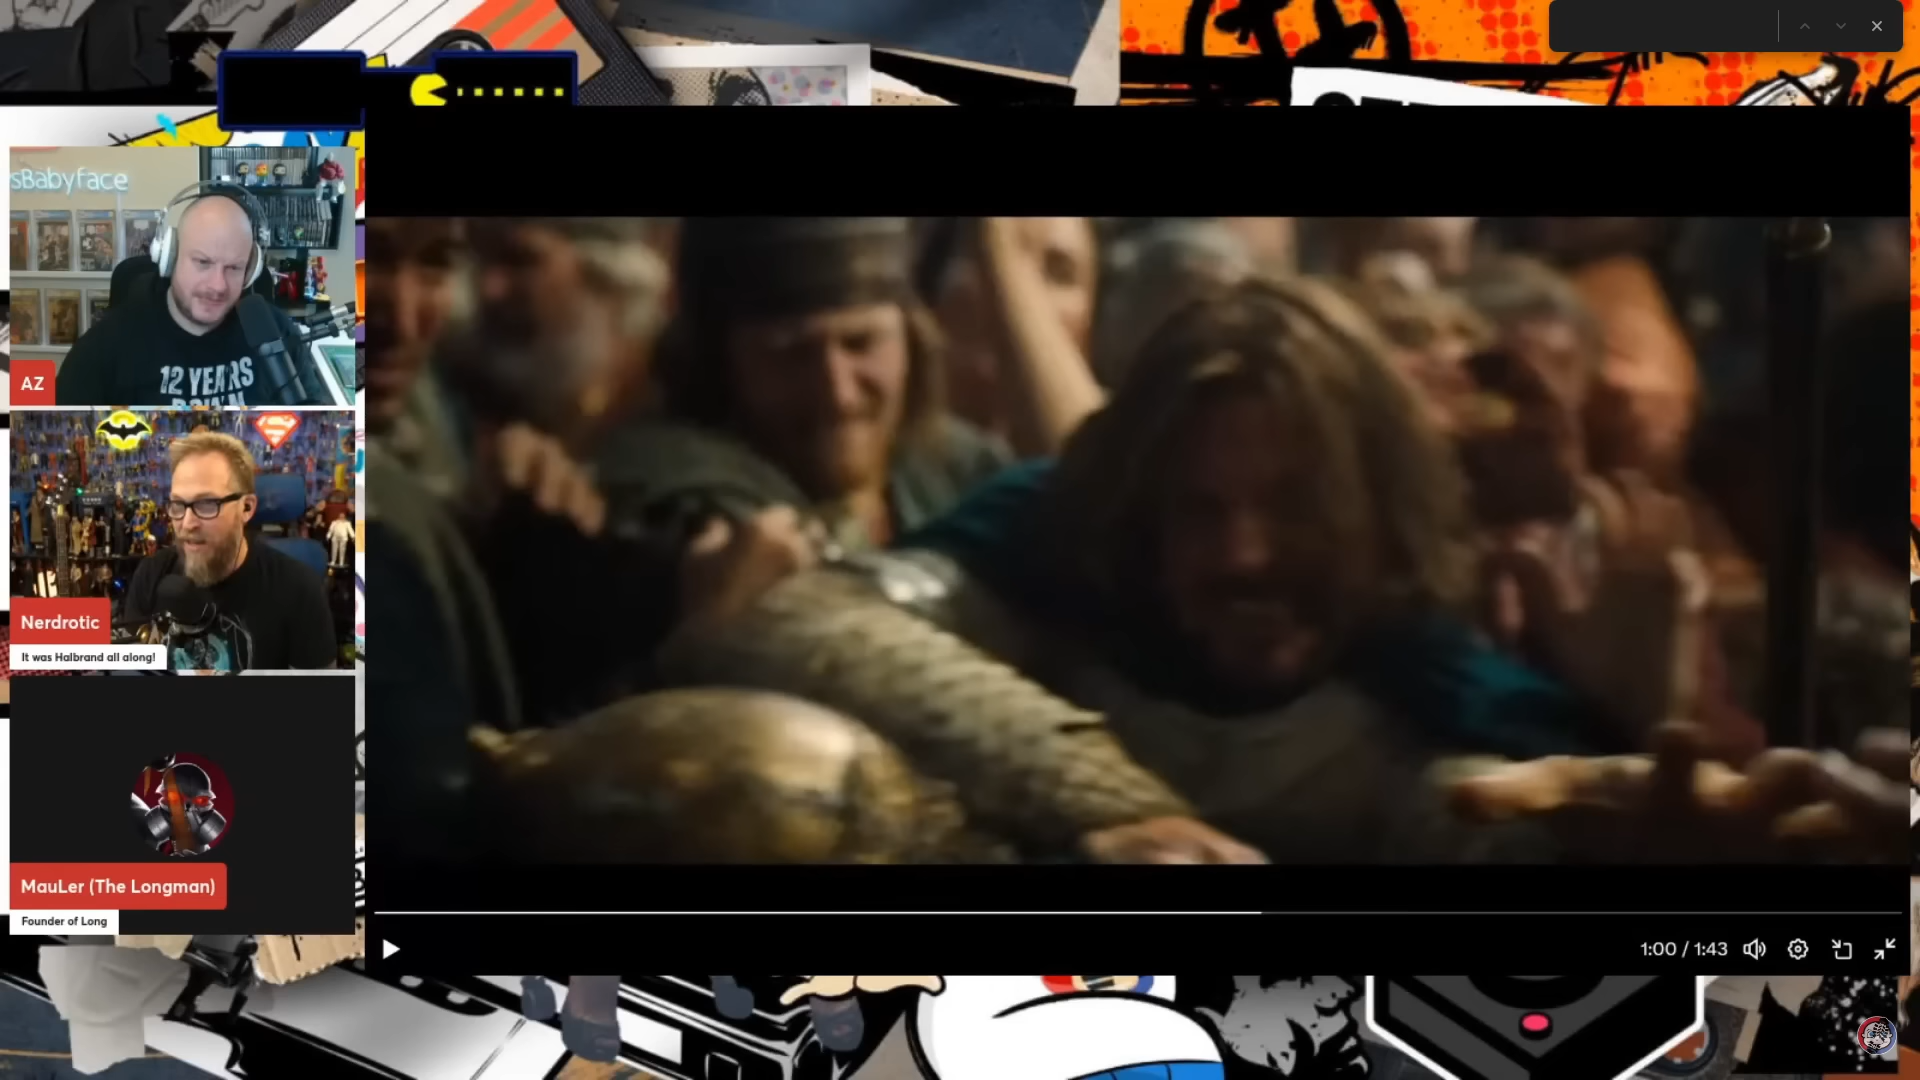 sBabyface
12 YEARS
DOWN
AZ
Nerdrotic
It was Halbrand all along!
MauLer (The Longman)
Founder of Long
1:00 / 1:43